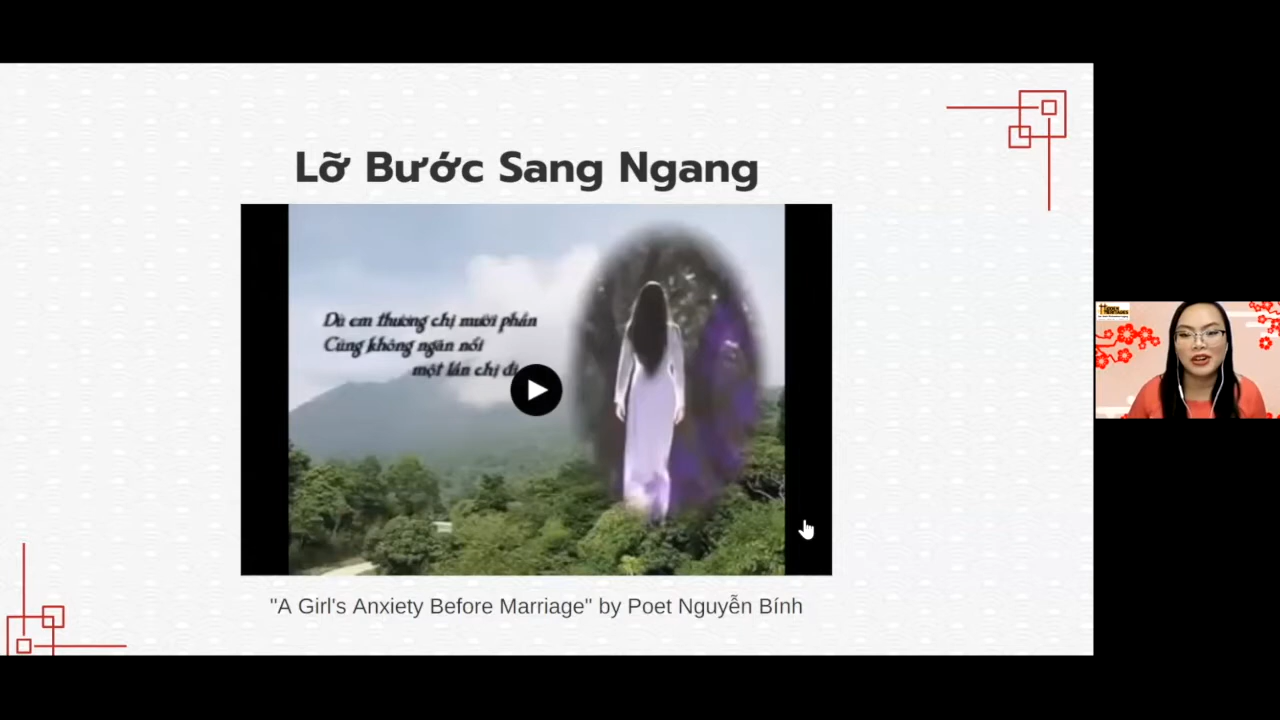 Lỡ Bước Sang Ngang
Dù em thương chị mười phần
Cũng không ngăn nổi
một lần chị đi
"A Girl's Anxiety Before Marriage" by Poet Nguyễn Bính